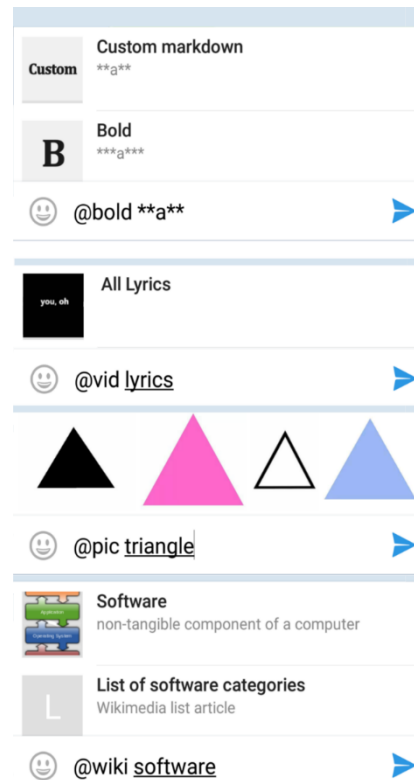 Custom
Custom markdown
**a**
B
Bold
***a***
@bold **a**
you, oh
All Lyrics
@vid lyrics
@pic triangle
Application
Operating System
Software
non-tangible component of a computer
L
List of software categories
Wikimedia list article
@wiki software